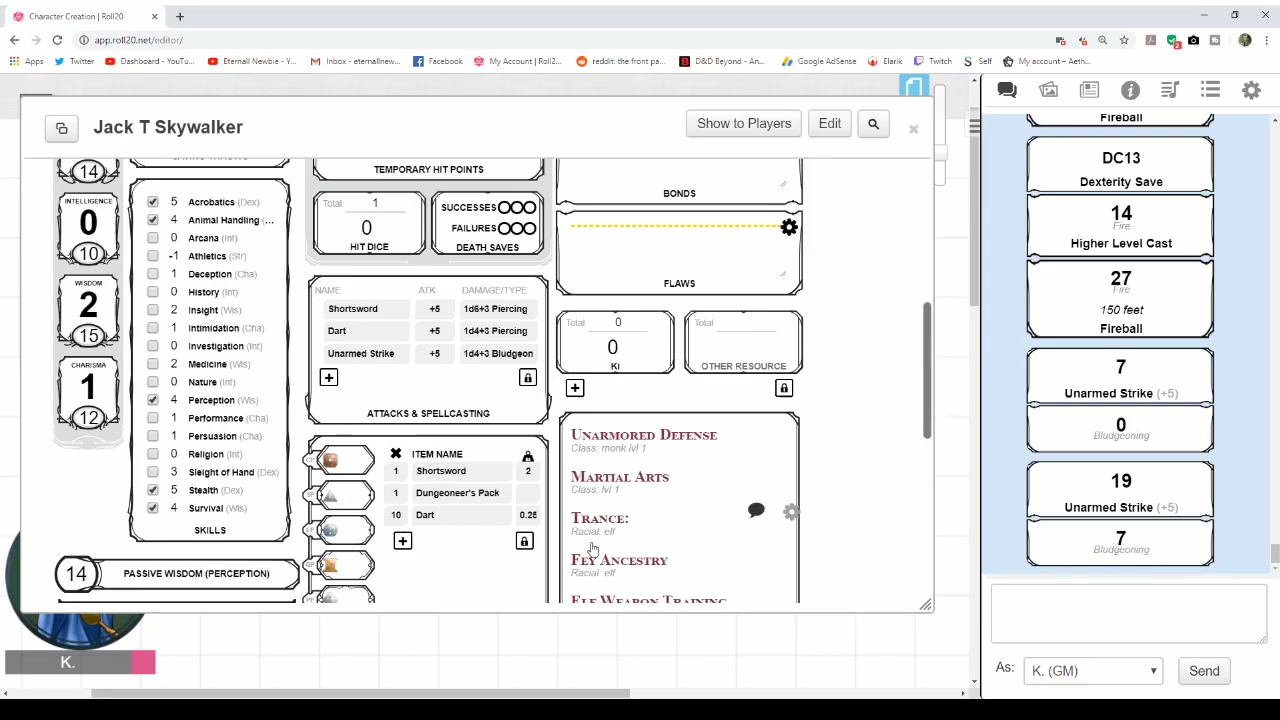 Character Creation | Roll20
app.roll20.net/editor/
2
Apps
Twitter
Dashboard - YouTu...
Eternall Newbie - Y...
Inbox - eternallnew...
Facebook
My Account | Roll2...
reddit: the front pa...
D&D Beyond - An...
Google AdSense
Elarik
Twitch
Self
My account – Aeth...
Jack T Skywalker
Show to Players
Edit
14
INTELLIGENCE
0
10
WISDOM
2
15
CHARISMA
1
12
5 Acrobatics (Dex)
4 Animal Handling (...
0 Arcana (Int)
-1 Athletics (Str)
1 Deception (Cha)
0 History (Int)
2 Insight (Wis)
1 Intimidation (Cha)
0 Investigation (Int)
2 Medicine (Wis)
0 Nature (Int)
4 Perception (Wis)
1 Performance (Cha)
1 Persuasion (Cha)
0 Religion (Int)
3 Sleight of Hand (Dex)
5 Stealth (Dex)
4 Survival (Wis)
SKILLS
14 PASSIVE WISDOM (PERCEPTION)
TEMPORARY HIT POINTS
Total 1
0
HIT DICE
SUCCESSES
FAILURES
DEATH SAVES
NAME ATK DAMAGE/TYPE
Shortsword +5 1d6+3 Piercing
Dart +5 1d4+3 Piercing
Unarmed Strike +5 1d4+3 Bludgeon
ATTACKS & SPELLCASTING
CP
SP
EP
GP
ITEM NAME
1 Shortsword 2
1 Dungeoneer's Pack
10 Dart 0.25
BONDS
FLAWS
Total 0
0
KI
Total
OTHER RESOURCE
UNARMORED DEFENSE
Class: monk lvl 1
MARTIAL ARTS
Class: lvl 1
TRANCE:
Racial: elf
FEY ANCESTRY
Racial: elf
ELF WEAPON TRAINING
Fireball
DC13
Dexterity Save
14
Fire
Higher Level Cast
27
Fire
150 feet
Fireball
7
Unarmed Strike (+5)
0
Bludgeoning
19
Unarmed Strike (+5)
7
Bludgeoning
As:
K. (GM)
Send
K.